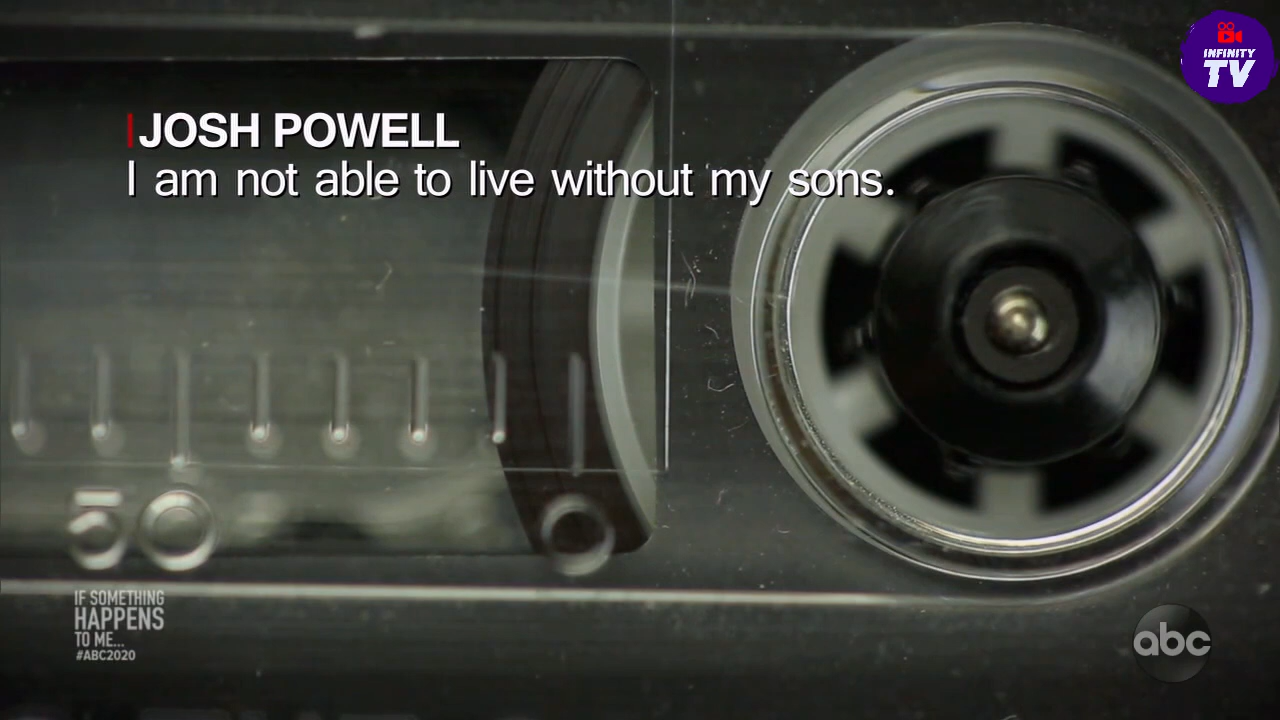 INFINITY
TV
JOSH POWELL
I am not able to live without my sons.
50
0
IF SOMETHING
HAPPENS
TO ME...
#ABC2020
abc